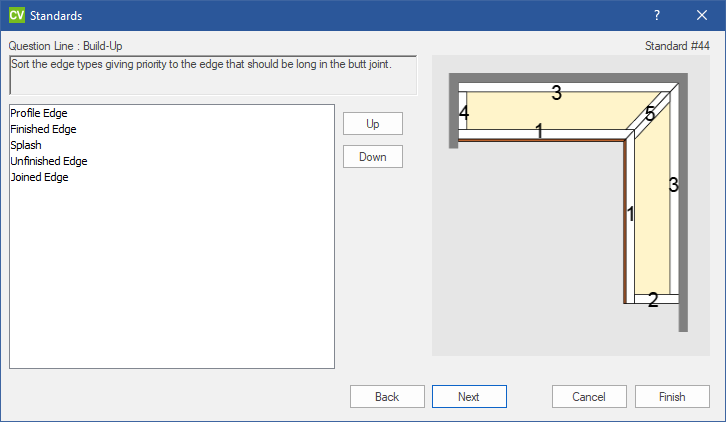 CV Standards ?
Question Line : Build-Up Standard #44
Sort the edge types giving priority to the edge that should be long in the butt joint.
Profile Edge
Finished Edge
Splash
Unfinished Edge
Joined Edge
Up
Down
3
4
5
1
3
1
2
Back Next Cancel Finish